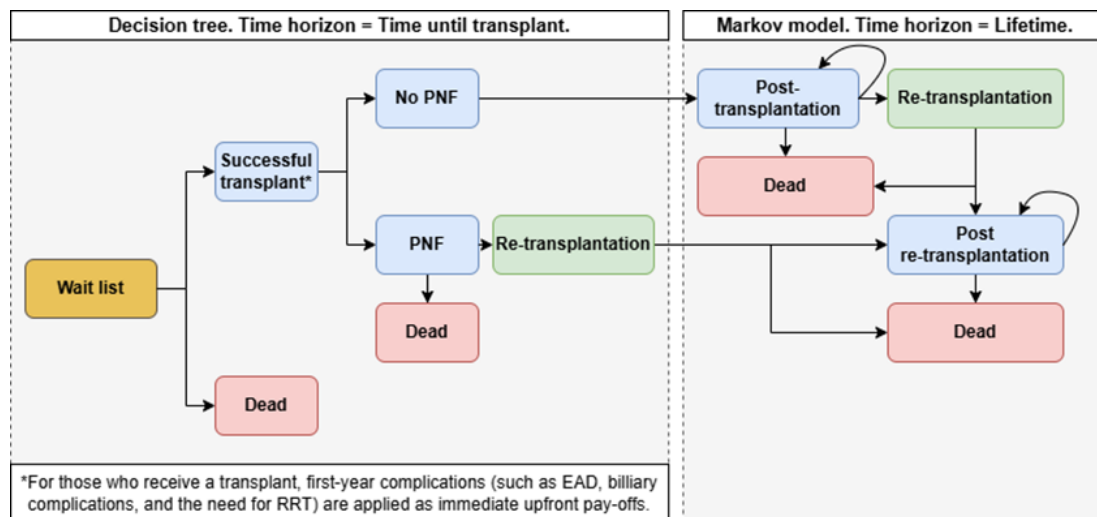 Decision tree. Time horizon = Time until transplant.
Markov model. Time horizon = Lifetime.
No PNF
Post-
transplantation
Re-transplantation
Successful
transplant*
Dead
PNF
Re-transplantation
Post
re-transplantation
Wait list
Dead
Dead
Dead
*For those who receive a transplant, first-year complications (such as EAD, billiary
complications, and the need for RRT) are applied as immediate upfront pay-offs.